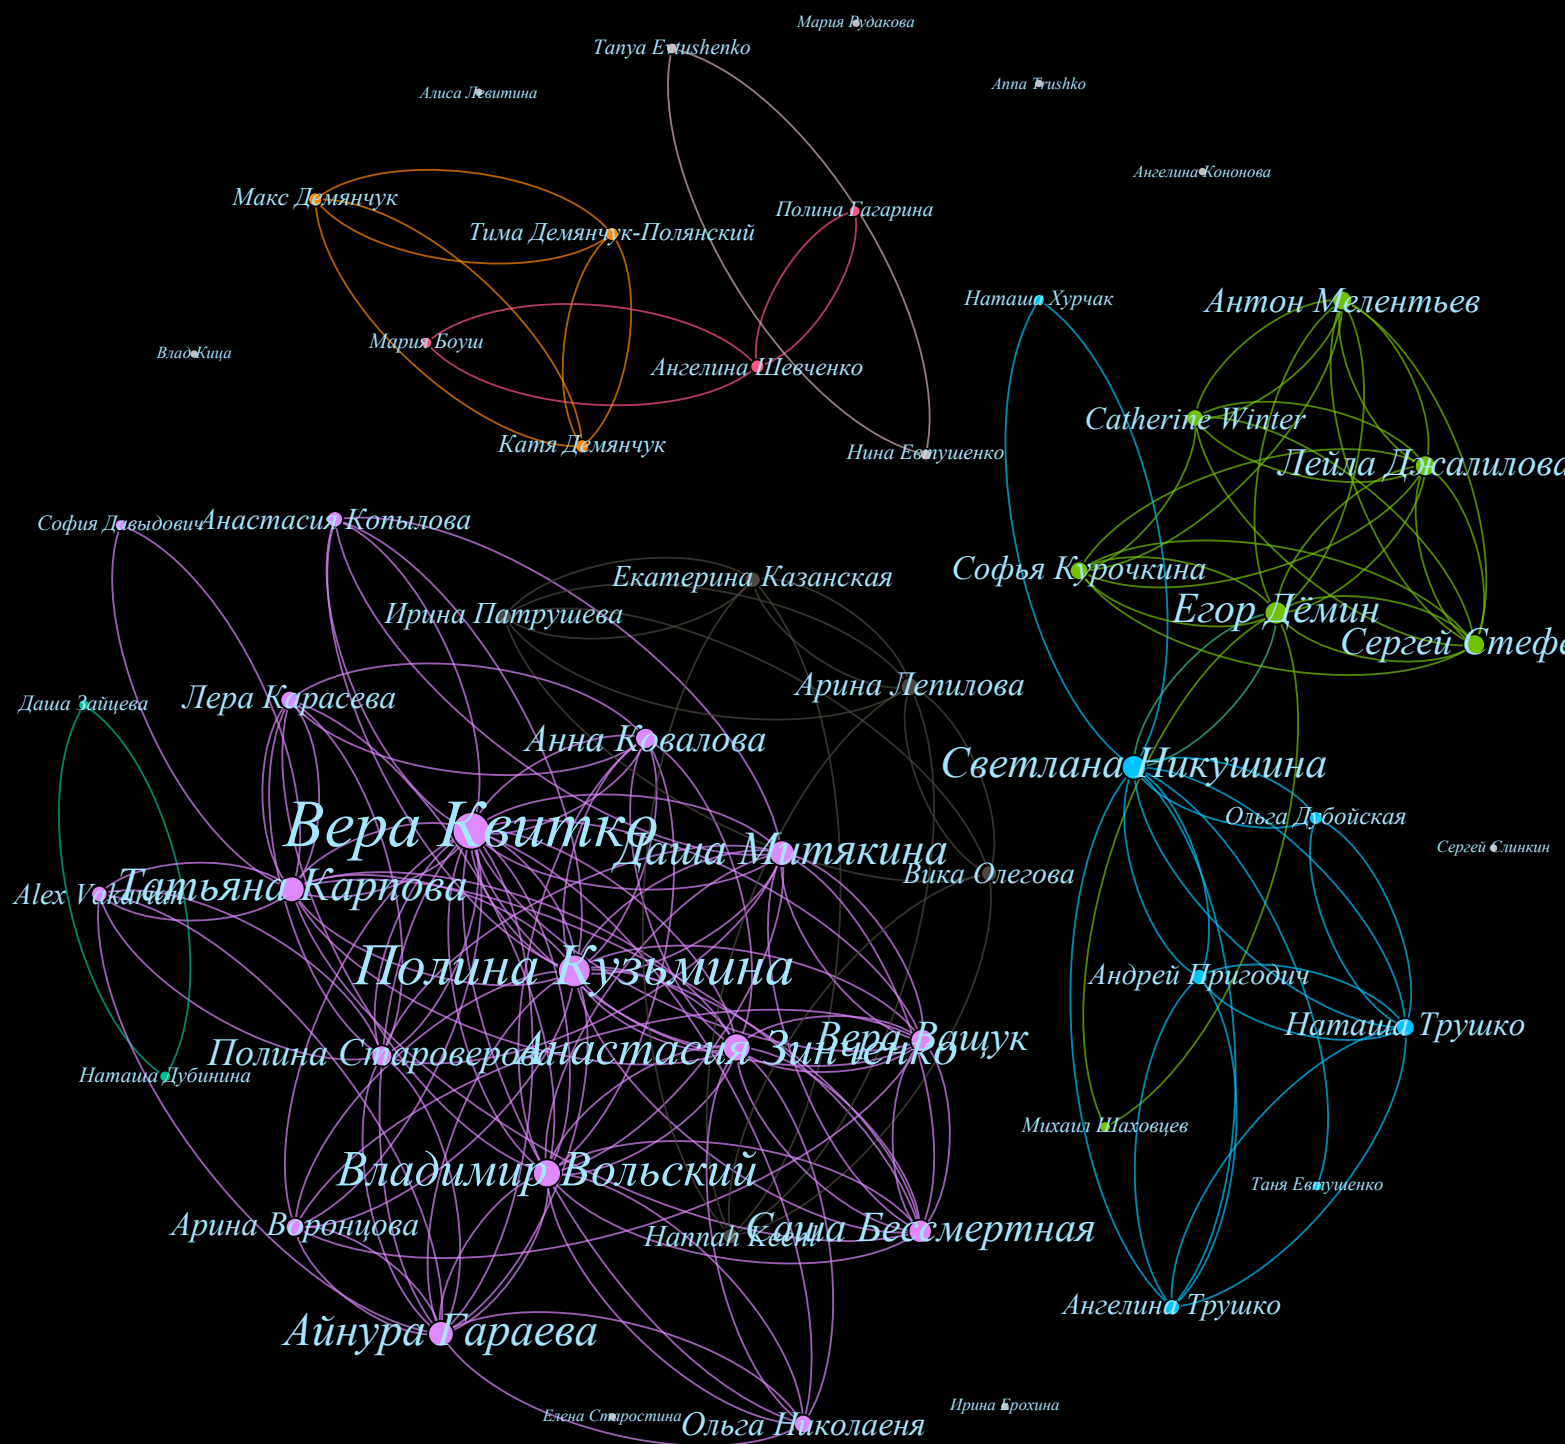 Мария Рудакова
Tanya Evtushenko
Anna Trushko
Алиса Левитина
Ангелина Кононова
Макс Демянчук
Полина Гагарина
Тима Демянчук-Полянский
Наташа Хурчак
Антон Мелентьев
Мария Боуш
Влад Кица
Ангелина Шевченко
Catherine Winter
Катя Демянчук
Нина Евтушенко
Лейла Джалилова
София Давыдович
Анастасия Копылова
Софья Курочкина
Екатерина Казанская
Ирина Патрушева
Егор Дёмин
Сергей Стефе
Арина Лепилова
Лера Карасева
Даша Зайцева
Анна Ковалова
Светлана Никушина
Ольга Дубойская
Вера Квитко
Даша Митякина
Сергей Слинкин
Вика Олегова
Татьяна Карпова
Alex Vakarian
Полина Кузьмина
Андрей Пригодич
Наташа Трушко
Вера Ващук
Полина Староверова
Анастасия Зинченко
Наташа Дубинина
Михаил Шаховцев
Владимир Вольский
Таня Евтушенко
Арина Воронцова
Саша Бессмертная
Hannah
Ангелина Трушко
Айнура Гараева
Ирина Ерохина
Елена Старостина
Ольга Николаеня